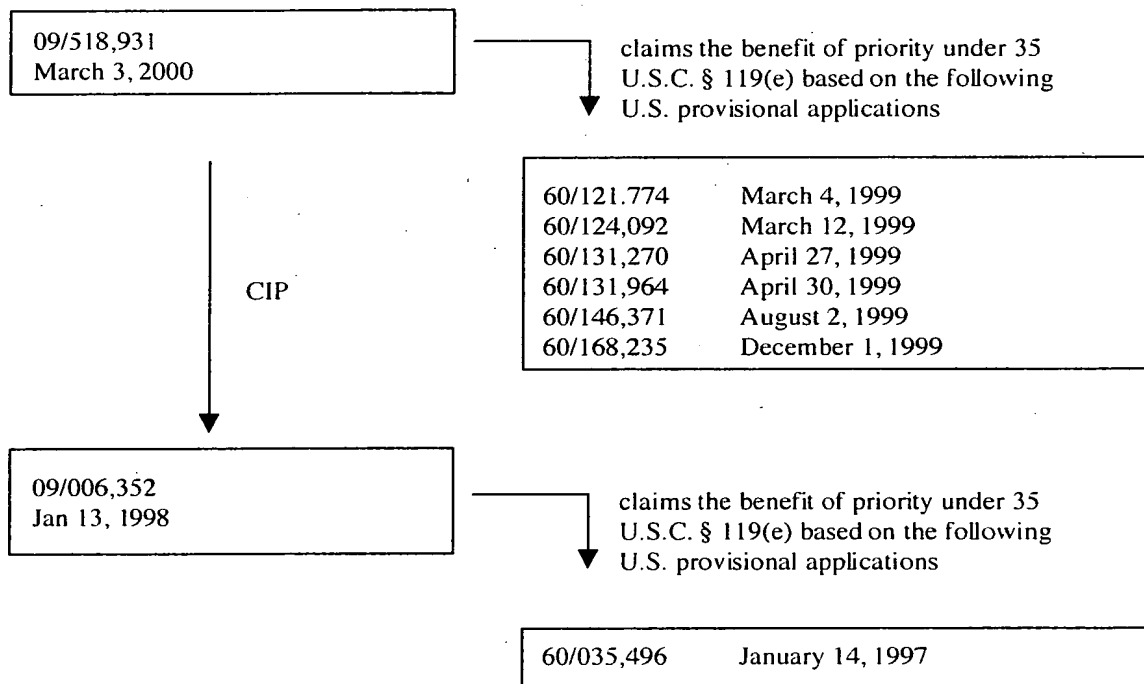 09/518,931
March 3, 2000
claims the benefit of priority under 35
U.S.C. § 119(e) based on the following
U.S. provisional applications
60/121.774 March 4, 1999
60/124,092 March 12, 1999
60/131,270 April 27, 1999
60/131,964 April 30, 1999
60/146,371 August 2, 1999
60/168,235 December 1, 1999
CIP
09/006,352
Jan 13, 1998
claims the benefit of priority under 35
U.S.C. § 119(e) based on the following
U.S. provisional applications
60/035,496 January 14, 1997